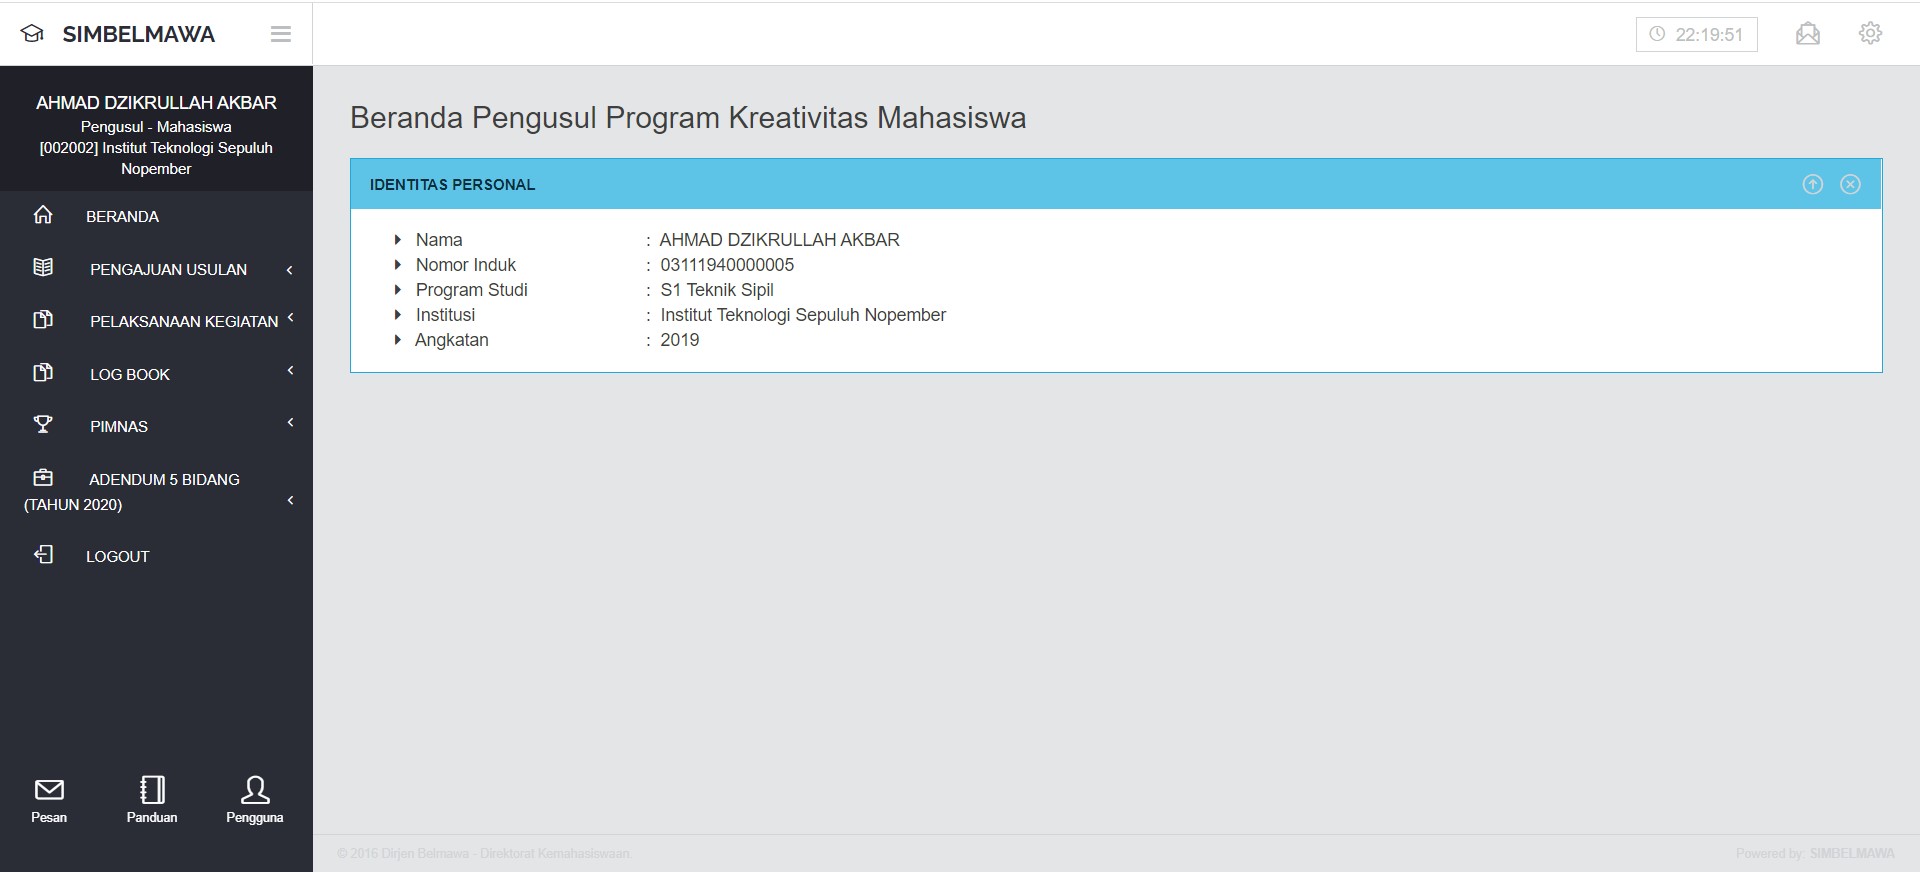 SIMBELMAWA
22:19:51
AHMAD DZIKRULLAH AKBAR
Pengusul - Mahasiswa
[002002] Institut Teknologi Sepuluh
Nopember
BERANDA
PENGAJUAN USULAN
PELAKSANAAN KEGIATAN
LOG BOOK
PIMNAS
ADENDUM 5 BIDANG
(TAHUN 2020)
LOGOUT
Pesan
Panduan
Pengguna
Beranda Pengusul Program Kreativitas Mahasiswa
IDENTITAS PERSONAL
Nama : AHMAD DZIKRULLAH AKBAR
Nomor Induk : 03111940000005
Program Studi : S1 Teknik Sipil
Institusi : Institut Teknologi Sepuluh Nopember
Angkatan : 2019
© 2016 Dirjen Belmawa - Direktorat Kemahasiswaan.
Powered by: SIMBELMAWA